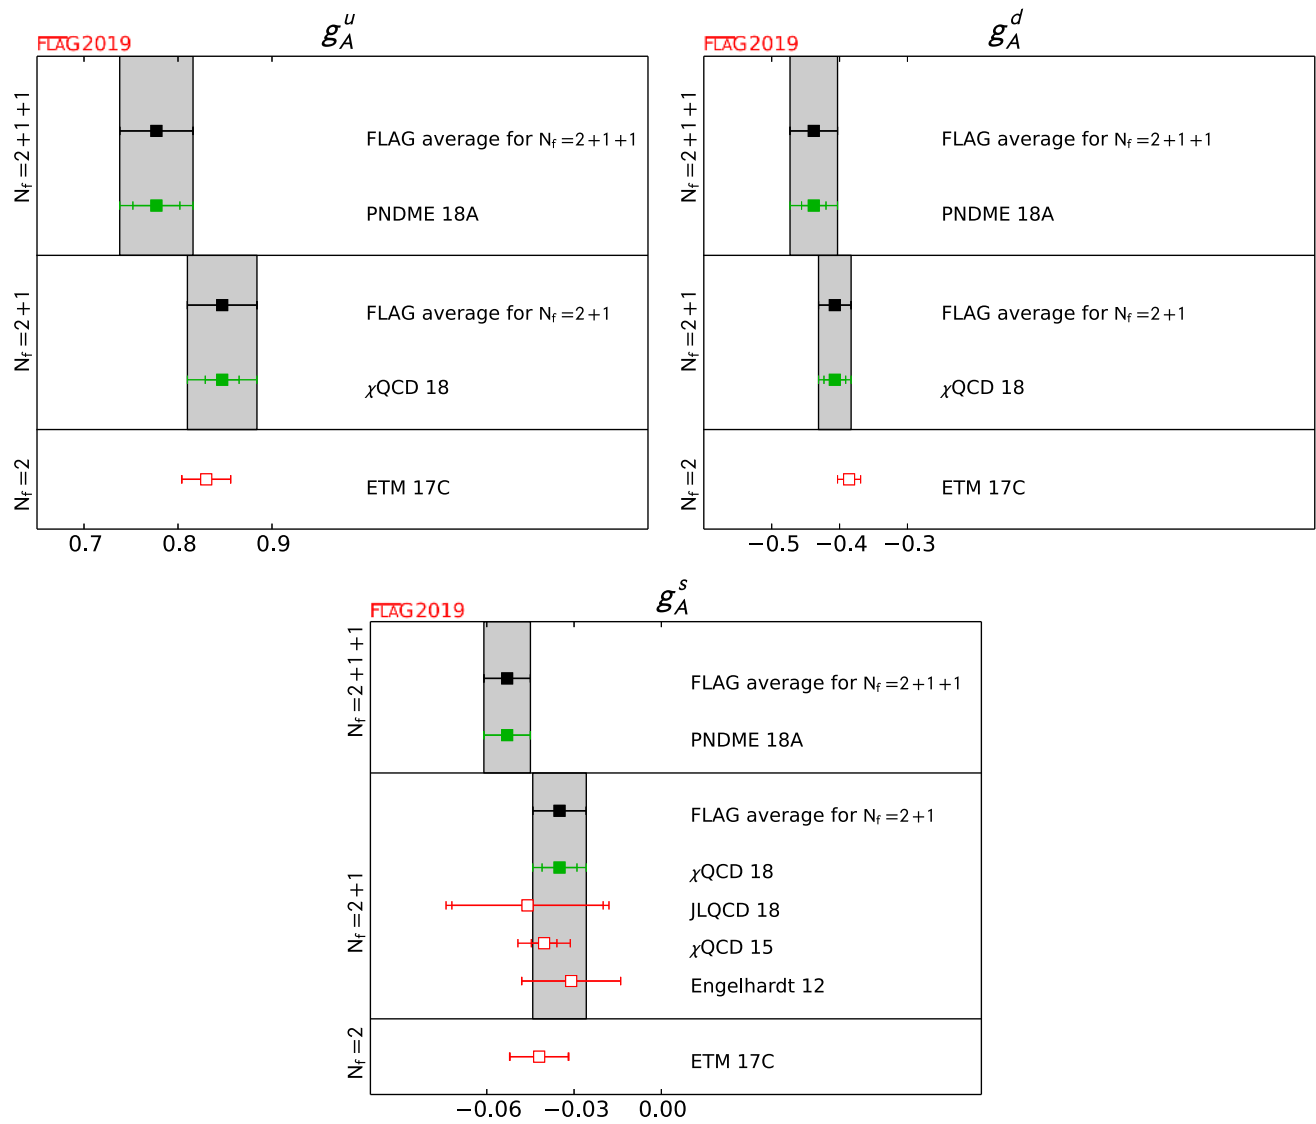 FLAG2019
g_A^u
N_f=2+1+1
FLAG average for N_f=2+1+1
PNDME 18A
N_f=2+1
FLAG average for N_f=2+1
χQCD 18
N_f=2
ETM 17C
0.7 0.8 0.9
FLAG2019
g_A^d
N_f=2+1+1
FLAG average for N_f=2+1+1
PNDME 18A
N_f=2+1
FLAG average for N_f=2+1
χQCD 18
N_f=2
ETM 17C
−0.5 −0.4 −0.3
FLAG2019
g_A^s
N_f=2+1+1
FLAG average for N_f=2+1+1
PNDME 18A
N_f=2+1
FLAG average for N_f=2+1
χQCD 18
JLQCD 18
χQCD 15
Engelhardt 12
N_f=2
ETM 17C
−0.06 −0.03 0.00